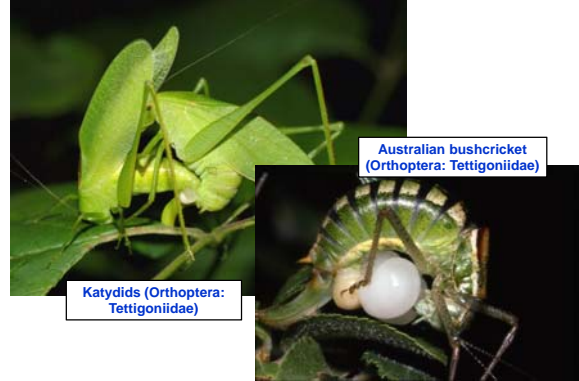 Australian bushcricket
(Orthoptera: Tettigoniidae)
Katydids (Orthoptera:
Tettigoniidae)